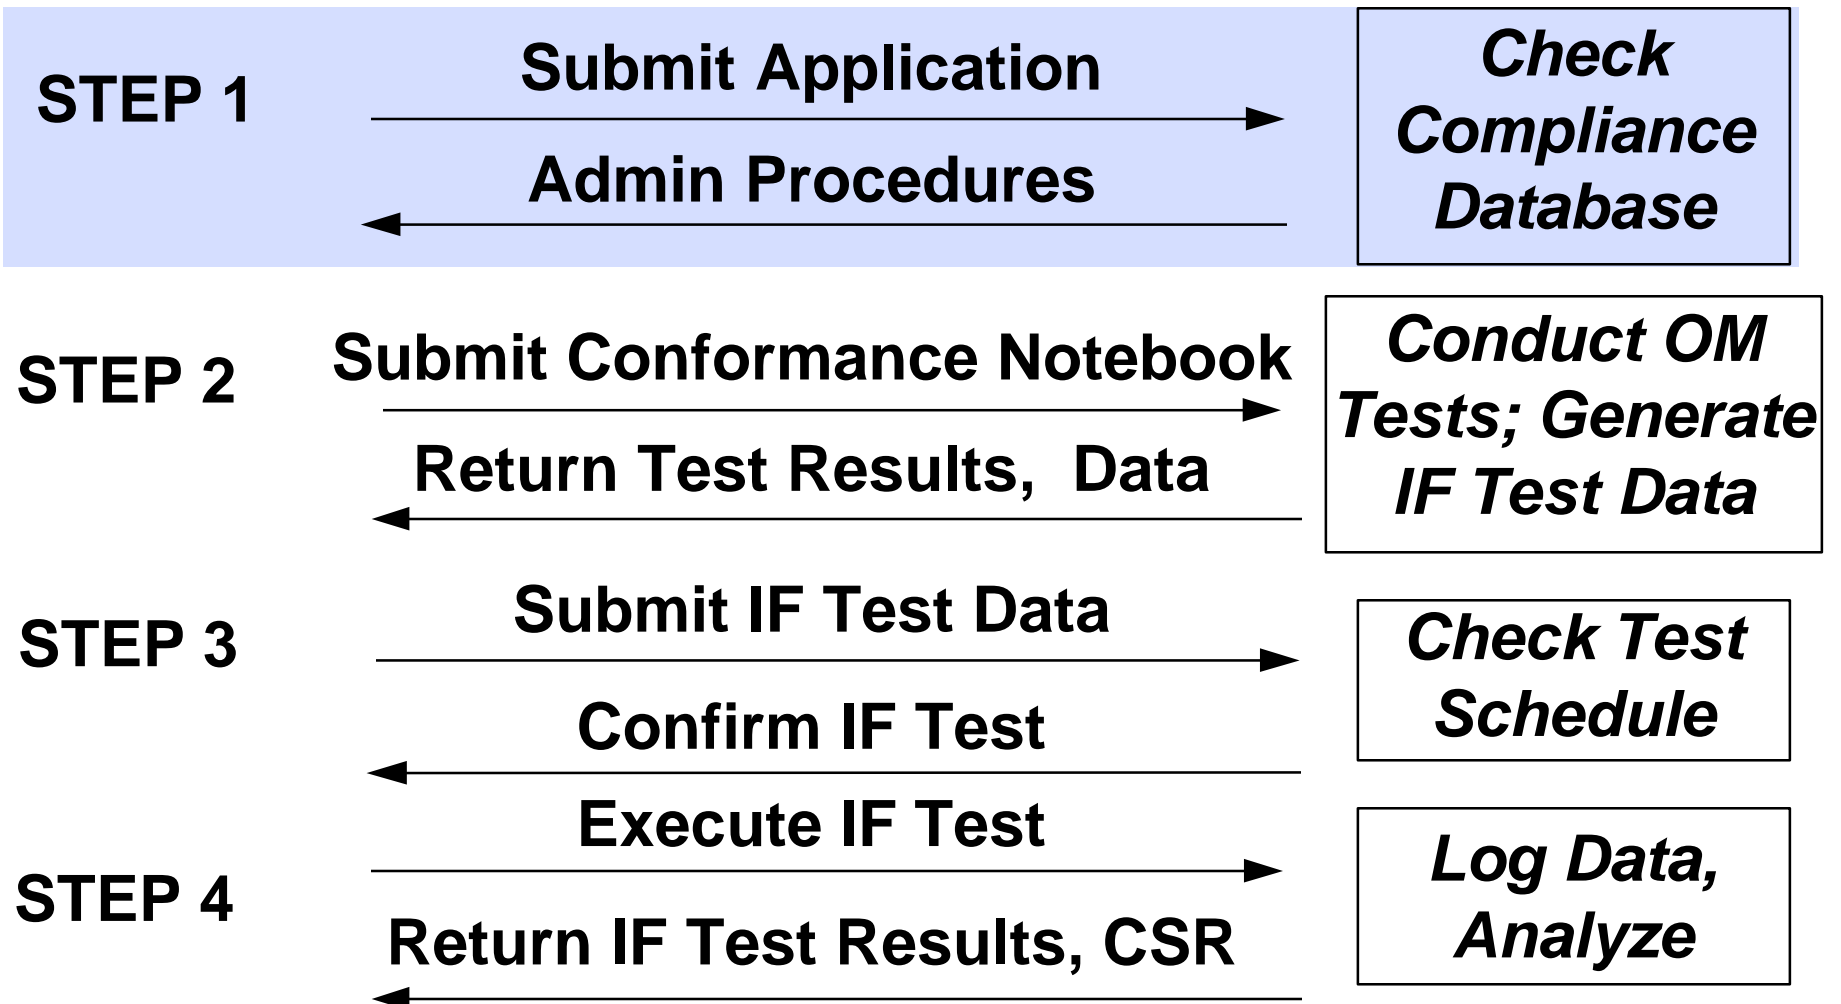 STEP 1
Submit Application
Admin Procedures
Check
Compliance
Database
STEP 2
Submit Conformance Notebook
Return Test Results,  Data
Conduct OM
Tests; Generate
IF Test Data
STEP 3
Submit IF Test Data
Confirm IF Test
Check Test
Schedule
STEP 4
Execute IF Test
Return IF Test Results, CSR
Log Data,
Analyze